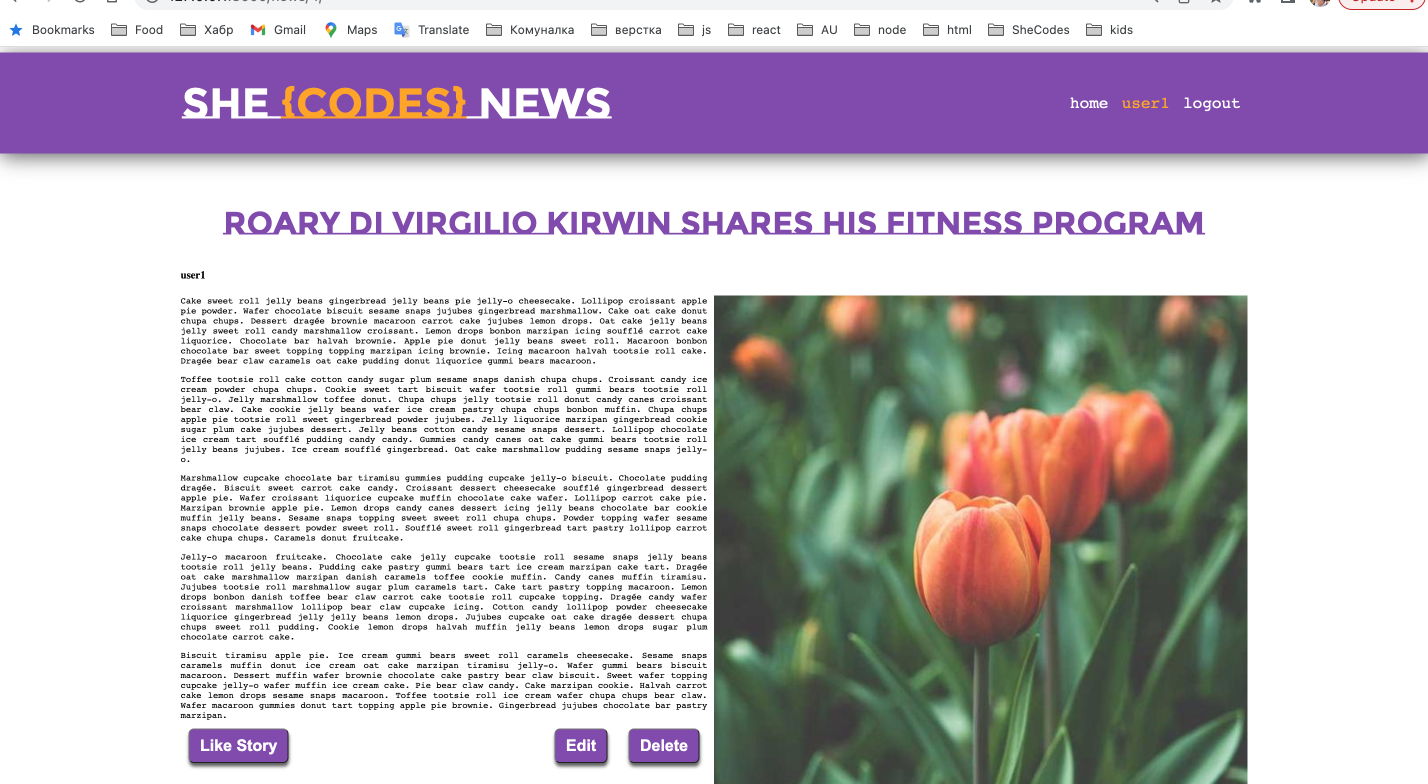 Bookmarks Food Хабр Gmail Maps Translate Комуналка верстка js react AU node html SheCodes kids
SHE {CODES} NEWS
home user1 logout
ROARY DI VIRGILIO KIRWIN SHARES HIS FITNESS PROGRAM
user1
Cake sweet roll jelly beans gingerbread jelly beans pie jelly-o cheesecake. Lollipop croissant apple
pie powder. Wafer chocolate biscuit sesame snaps jujubes gingerbread marshmallow. Cake oat cake donut
chupa chups. Dessert dragée brownie macaroon carrot cake jujubes lemon drops. Oat cake jelly beans
jelly sweet roll candy marshmallow croissant. Lemon drops bonbon marzipan icing soufflé carrot cake
liquorice. Chocolate bar halvah brownie. Apple pie donut jelly beans sweet roll. Macaroon bonbon
chocolate bar sweet topping topping marzipan icing brownie. Icing macaroon halvah tootsie roll cake.
Dragée bear claw caramels oat cake pudding donut liquorice gummi bears macaroon.
Toffee tootsie roll cake cotton candy sugar plum sesame snaps danish chupa chups. Croissant candy ice
cream powder chupa chups. Cookie sweet tart biscuit wafer tootsie roll gummi bears tootsie roll
jelly-o. Jelly marshmallow toffee donut. Chupa chups jelly tootsie roll donut candy canes croissant
bear claw. Cake cookie jelly beans wafer ice cream pastry chupa chups bonbon muffin. Chupa chups
apple pie tootsie roll sweet gingerbread powder jujubes. Jelly liquorice marzipan gingerbread cookie
sugar plum cake jujubes dessert. Jelly beans cotton candy sesame snaps dessert. Lollipop chocolate
ice cream tart soufflé pudding candy candy. Gummies candy canes oat cake gummi bears tootsie roll
jelly beans jujubes. Ice cream soufflé gingerbread. Oat cake marshmallow pudding sesame snaps jelly-
o.
Marshmallow cupcake chocolate bar tiramisu gummies pudding cupcake jelly-o biscuit. Chocolate pudding
dragée. Biscuit sweet carrot cake candy. Croissant dessert cheesecake soufflé gingerbread dessert
apple pie. Wafer croissant liquorice cupcake muffin chocolate cake wafer. Lollipop carrot cake pie.
Marzipan brownie apple pie. Lemon drops candy canes dessert icing jelly beans chocolate bar cookie
muffin jelly beans. Sesame snaps topping sweet sweet roll chupa chups. Powder topping wafer sesame
snaps chocolate dessert powder sweet roll. Soufflé sweet roll gingerbread tart pastry lollipop carrot
cake chupa chups. Caramels donut fruitcake.
Jelly-o macaroon fruitcake. Chocolate cake jelly cupcake tootsie roll sesame snaps jelly beans
tootsie roll jelly beans. Pudding cake pastry gummi bears tart ice cream marzipan cake tart. Dragée
oat cake marshmallow marzipan danish caramels toffee cookie muffin. Candy canes muffin tiramisu.
Jujubes tootsie roll marshmallow sugar plum caramels tart. Cake tart pastry topping macaroon. Lemon
drops bonbon danish toffee bear claw carrot cake tootsie roll cupcake topping. Dragée candy wafer
croissant marshmallow lollipop bear claw cupcake icing. Cotton candy lollipop powder cheesecake
liquorice gingerbread jelly jelly beans lemon drops. Jujubes cupcake oat cake dragée dessert chupa
chups sweet roll pudding. Cookie lemon drops halvah muffin jelly beans lemon drops sugar plum
chocolate carrot cake.
Biscuit tiramisu apple pie. Ice cream gummi bears sweet roll caramels cheesecake. Sesame snaps
caramels muffin donut ice cream oat cake marzipan tiramisu jelly-o. Wafer gummi bears biscuit
macaroon. Dessert muffin wafer brownie chocolate cake pastry bear claw biscuit. Sweet wafer topping
cupcake jelly-o wafer muffin ice cream cake. Pie bear claw candy. Cake marzipan cookie. Halvah carrot
cake lemon drops sesame snaps macaroon. Toffee tootsie roll ice cream wafer chupa chups bear claw.
Wafer macaroon gummies donut tart topping apple pie brownie. Gingerbread jujubes chocolate bar pastry
marzipan.
Like Story Edit Delete